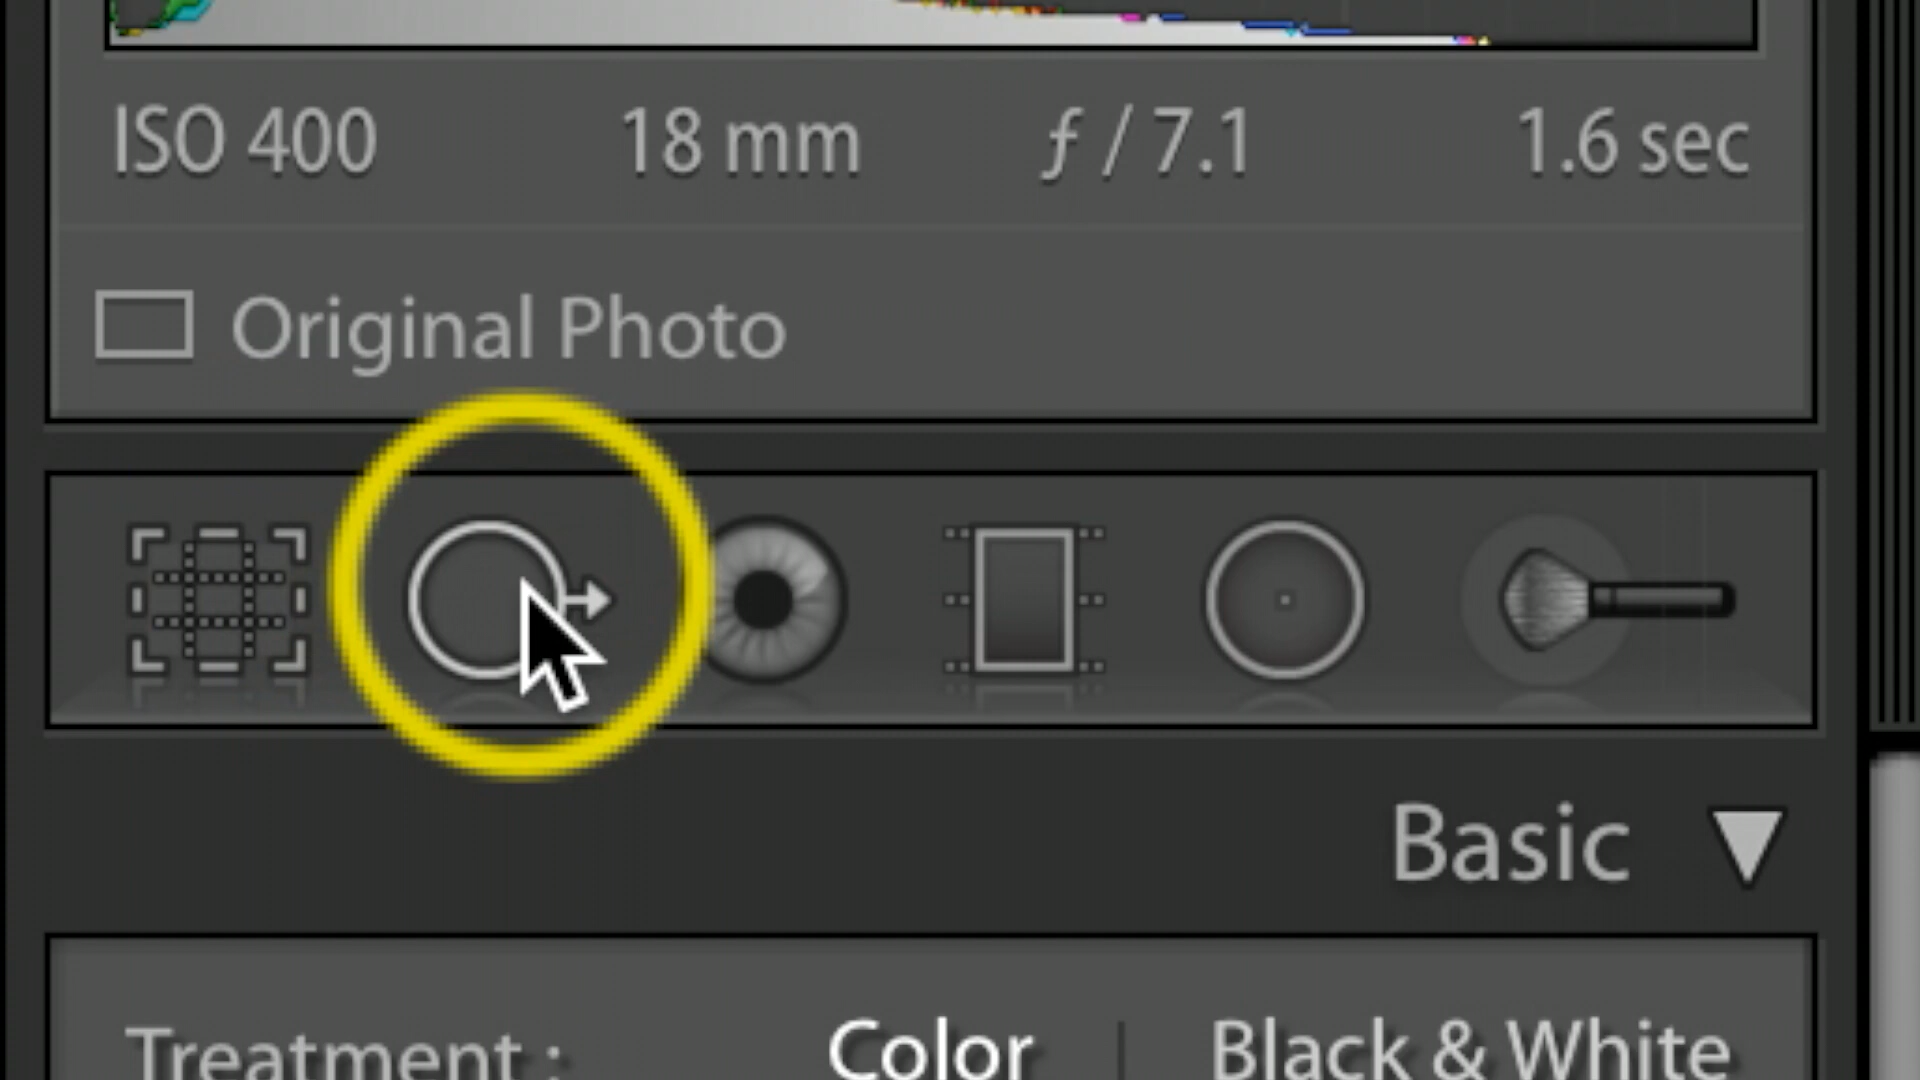 ISO 400 18 mm ƒ / 7.1 1.6 sec
Original Photo
Basic
Treatment : Color | Black & White